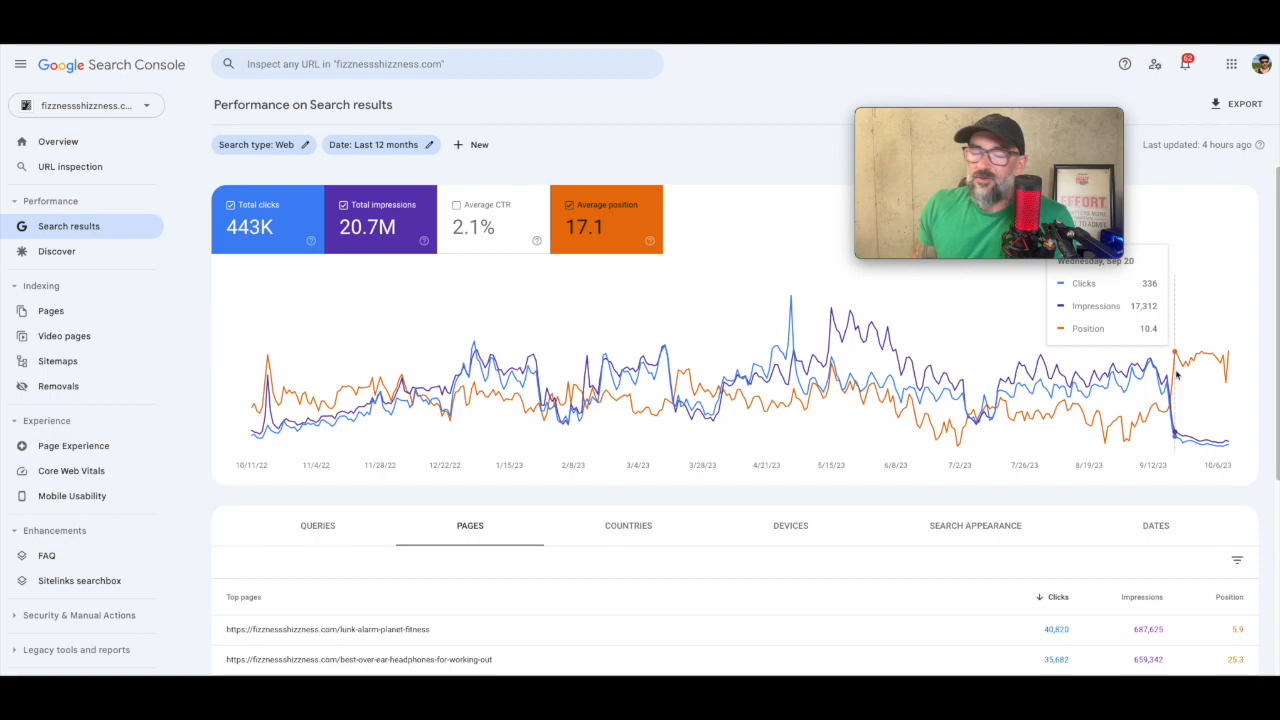 Google Search Console
Inspect any URL in "fizznessshizzness.com"
62
fizznessshizzness.c...
Performance on Search results
EXPORT
Overview
URL inspection
Search type: Web
Date: Last 12 months
New
Last updated: 4 hours ago
Performance
Search results
Discover
Total clicks
443K
Total impressions
20.7M
Average CTR
2.1%
Average position
17.1
EFFORT
Wednesday, Sep 20
Clicks 336
Impressions 17,312
Position 10.4
Indexing
Pages
Video pages
Sitemaps
Removals
Experience
Page Experience
Core Web Vitals
Mobile Usability
Enhancements
FAQ
Sitelinks searchbox
Security & Manual Actions
Legacy tools and reports
10/11/22 11/4/22 11/28/22 12/22/22 1/15/23 2/8/23 3/4/23 3/28/23 4/21/23 5/15/23 6/8/23 7/2/23 7/26/23 8/19/23 9/12/23 10/6/23
QUERIES PAGES COUNTRIES DEVICES SEARCH APPEARANCE DATES
Top pages Clicks Impressions Position
https://fizznessshizzness.com/lunk-alarm-planet-fitness 40,820 687,625 5.9
https://fizznessshizzness.com/best-over-ear-headphones-for-working-out 35,682 659,342 25.3